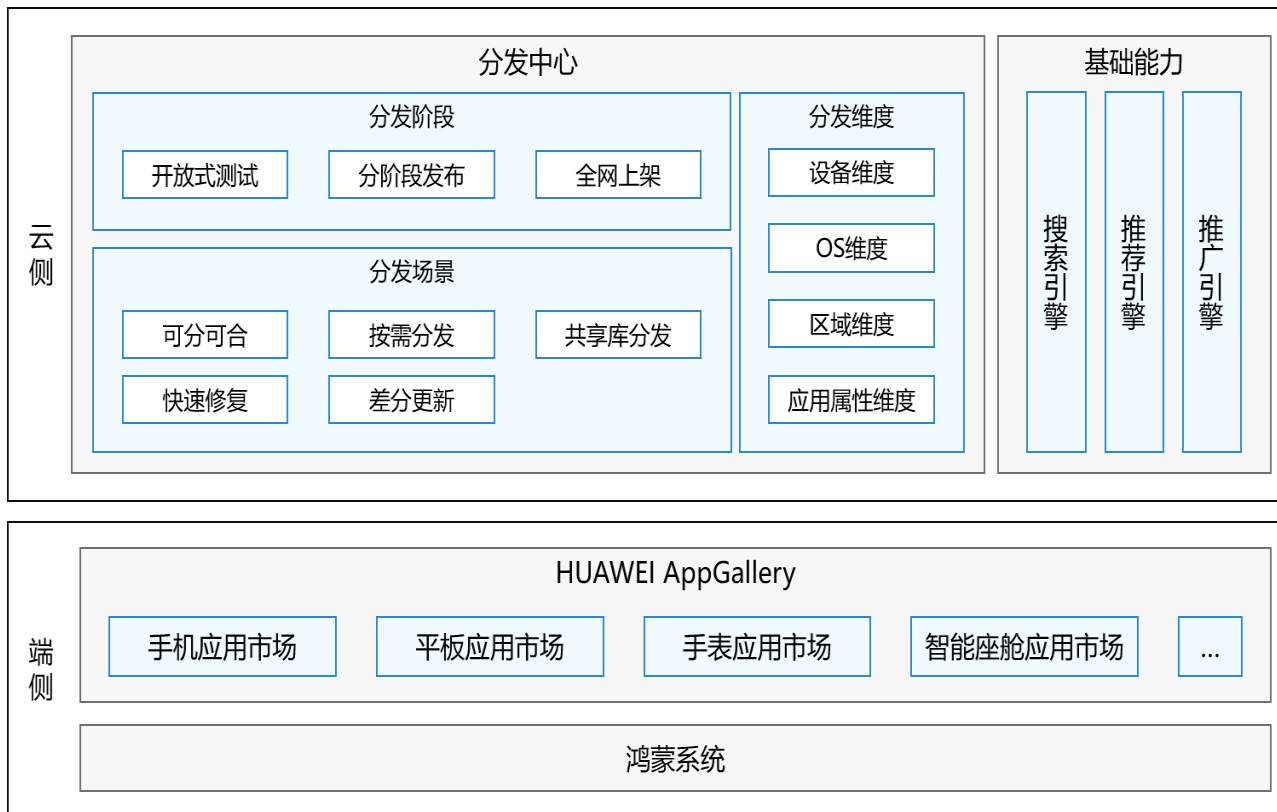 云侧
分发中心
分发阶段
开放式测试
分阶段发布
全网上架
分发场景
可分可合
按需分发
共享库分发
快速修复
差分更新
分发维度
设备维度
OS维度
区域维度
应用属性维度
基础能力
搜索引擎
推荐引擎
推广引擎
端侧
HUAWEI AppGallery
手机应用市场
平板应用市场
手表应用市场
智能座舱应用市场
...
鸿蒙系统